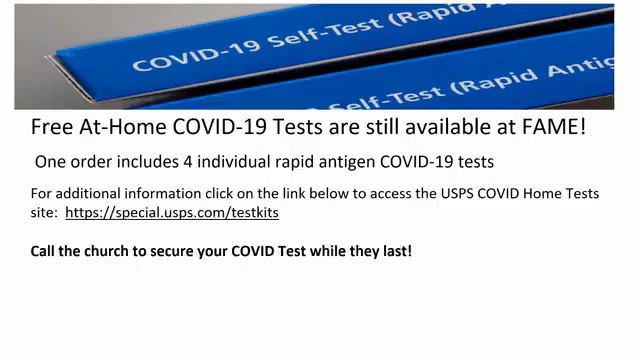 COVID-19 Self-Test (Rapid A
9 Self-Test (Rapid Antig
Free At-Home COVID-19 Tests are still available at FAME!
One order includes 4 individual rapid antigen COVID-19 tests
For additional information click on the link below to access the USPS COVID Home Tests
site: https://special.usps.com/testkits
Call the church to secure your COVID Test while they last!